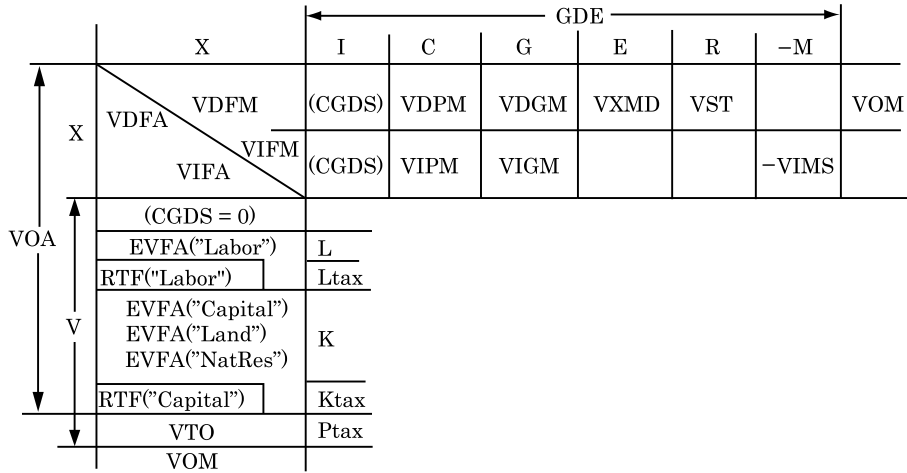 GDE
X I C G E R −M
VDFM (CGDS) VDPM VDGM VXMD VST VOM
VDFA
X
VIFM
VIFA (CGDS) VIPM VIGM −VIMS
(CGDS = 0)
VOA
EVFA(”Labor”) L
RTF("Labor") Ltax
EVFA(”Capital”)
V
EVFA(”Land”) K
EVFA(”NatRes”)
RTF(”Capital”) Ktax
VTO Ptax
VOM